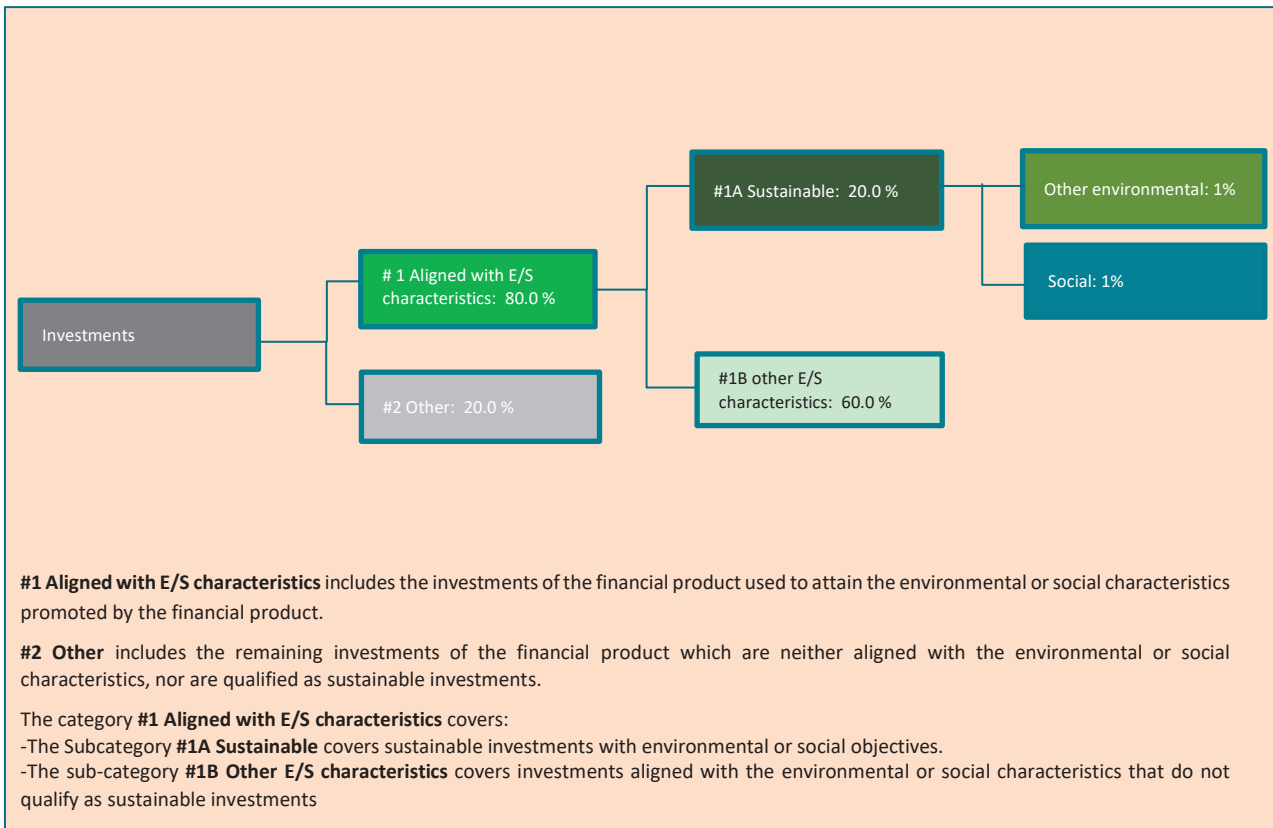 #1A Sustainable: 20.0 %
Other environmental: 1%
# 1 Aligned with E/S
characteristics: 80.0 %
Social: 1%
Investments
#1B other E/S
characteristics: 60.0 %
#2 Other: 20.0 %
#1 Aligned with E/S characteristics includes the investments of the financial product used to attain the environmental or social characteristics
promoted by the financial product.
#2 Other includes the remaining investments of the financial product which are neither aligned with the environmental or social
characteristics, nor are qualified as sustainable investments.
The category #1 Aligned with E/S characteristics covers:
-The Subcategory #1A Sustainable covers sustainable investments with environmental or social objectives.
-The sub-category #1B Other E/S characteristics covers investments aligned with the environmental or social characteristics that do not
qualify as sustainable investments